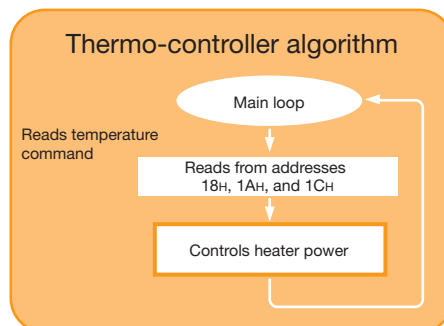 Thermo-controller algorithm
Main loop
Reads temperature
command
Reads from addresses
18H, 1AH, and 1CH
Controls heater power